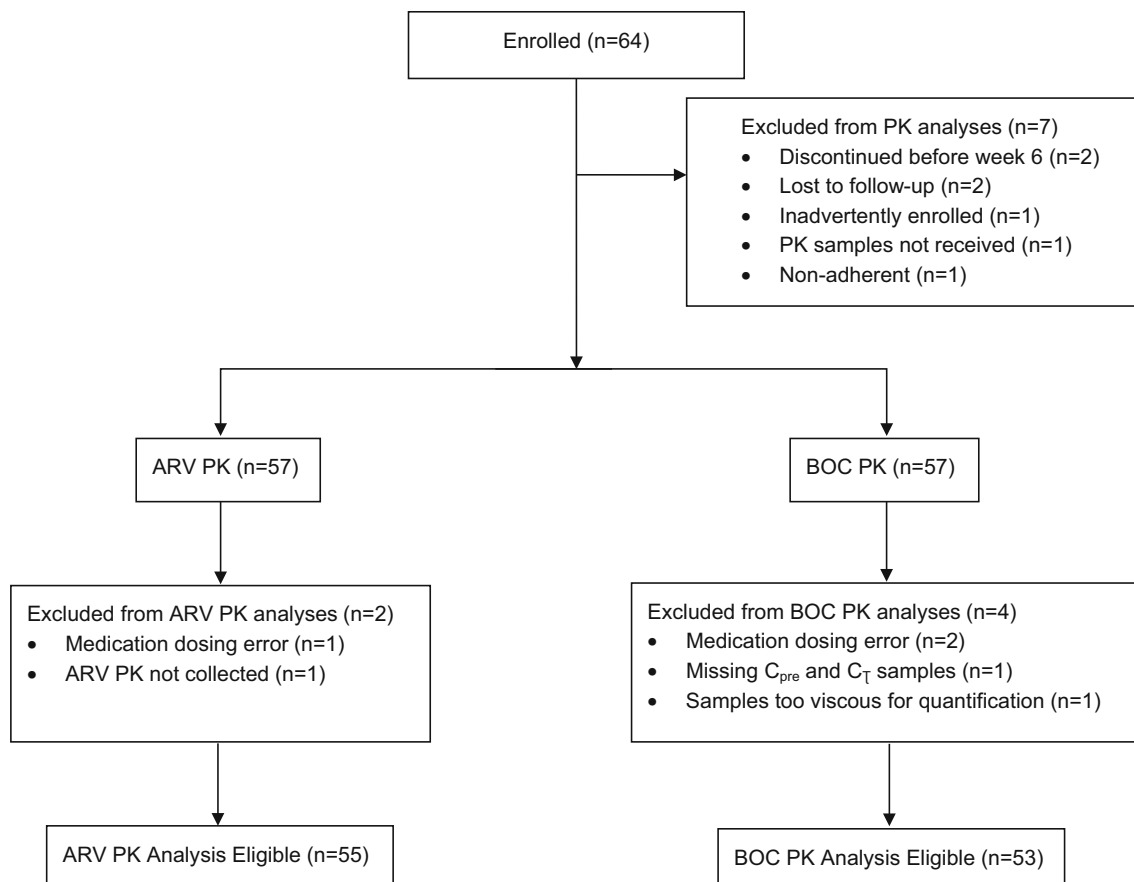 Enrolled (n=64)
Excluded from PK analyses (n=7)
• Discontinued before week 6 (n=2)
• Lost to follow-up (n=2)
• Inadvertently enrolled (n=1)
• PK samples not received (n=1)
• Non-adherent (n=1)
ARV PK (n=57)
BOC PK (n=57)
Excluded from ARV PK analyses (n=2)
• Medication dosing error (n=1)
• ARV PK not collected (n=1)
Excluded from BOC PK analyses (n=4)
• Medication dosing error (n=2)
• Missing Cpre and CƮ samples (n=1)
• Samples too viscous for quantification (n=1)
ARV PK Analysis Eligible (n=55)
BOC PK Analysis Eligible (n=53)